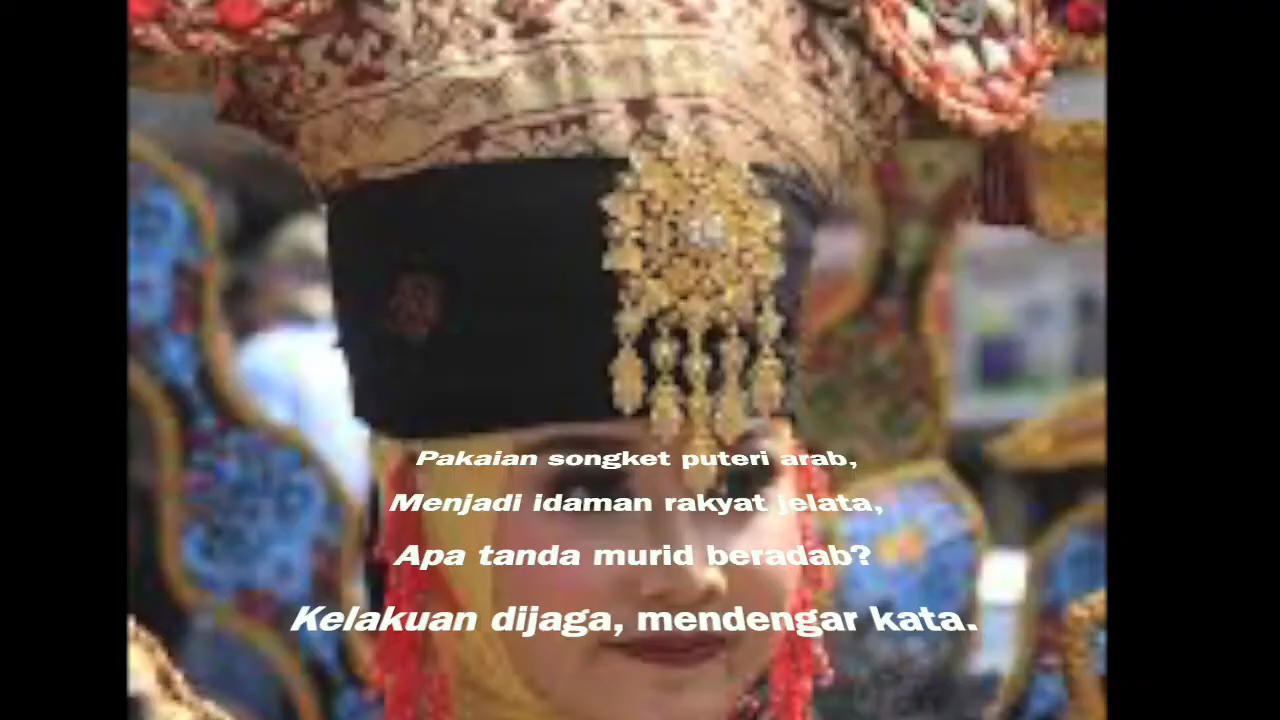 Pakaian songket puteri arab,
Menjadi idaman rakyat jelata,
Apa tanda murid beradab?
Kelakuan dijaga, mendengar kata.